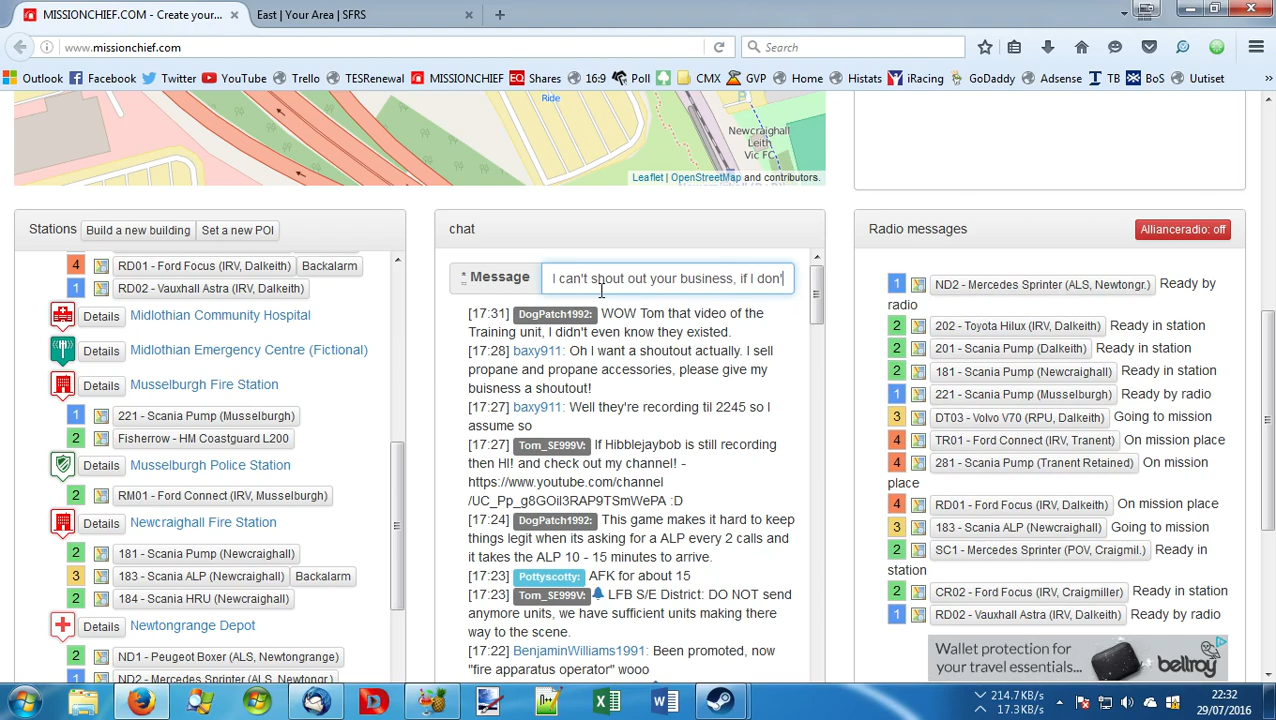 MISSIONCHIEF.COM - Create your...
East | Your Area | SFRS
www.missionchief.com
Search
Outlook Facebook Twitter YouTube Trello TESRenewal MISSIONCHIEF Shares 16:9 Poll CMX GVP Home Histats iRacing GoDaddy Adsense TB BoS Uutiset
Ride
Newcraighall
Leith
Vic FC
Leaflet | OpenStreetMap and contributors.
Stations Build a new building Set a new POI
4 RD01 - Ford Focus (IRV, Dalkeith) Backalarm
1 RD02 - Vauxhall Astra (IRV, Dalkeith)
Details Midlothian Community Hospital
Details Midlothian Emergency Centre (Fictional)
Details Musselburgh Fire Station
1 221 - Scania Pump (Musselburgh)
2 Fisherrow - HM Coastguard L200
Details Musselburgh Police Station
2 RM01 - Ford Connect (IRV, Musselburgh)
Details Newcraighall Fire Station
2 181 - Scania Pump (Newcraighall)
3 183 - Scania ALP (Newcraighall) Backalarm
2 184 - Scania HRU (Newcraighall)
Details Newtongrange Depot
2 ND1 - Peugeot Boxer (ALS, Newtongrange)
1 ND2 - Mercedes Sprinter (ALS, Newtongr.)
chat
* Message I can't shout out your business, if I don'
[17:31] DogPatch1992: WOW Tom that video of the
Training unit, I didn't even know they existed.
[17:28] baxy911: Oh I want a shoutout actually. I sell
propane and propane accessories, please give my
buisness a shoutout!
[17:27] baxy911: Well they're recording til 2245 so I
assume so
[17:27] Tom_SE999V: If Hibblejaybob is still recording
then HI! and check out my channel! -
https://www.youtube.com/channel
/UC_Pp_g8GOil3RAP9TSmWePA :D
[17:24] DogPatch1992: This game makes it hard to keep
things legit when its asking for a ALP every 2 calls and
it takes the ALP 10 - 15 minutes to arrive.
[17:23] Pottyscotty: AFK for about 15
[17:23] Tom_SE999V: LFB S/E District: DO NOT send
anymore units, we have sufficient units making there
way to the scene.
[17:22] BenjaminWilliams1991: Been promoted, now
"fire apparatus operator" wooo
Radio messages Allianceradio: off
1 ND2 - Mercedes Sprinter (ALS, Newtongr.) Ready by
radio
2 202 - Toyota Hilux (IRV, Dalkeith) Ready in station
2 201 - Scania Pump (Dalkeith) Ready in station
2 181 - Scania Pump (Newcraighall) Ready in station
1 221 - Scania Pump (Musselburgh) Ready by radio
3 DT03 - Volvo V70 (RPU, Dalkeith) Going to mission
4 TR01 - Ford Connect (IRV, Tranent) On mission place
4 281 - Scania Pump (Tranent Retained) On mission
place
4 RD01 - Ford Focus (IRV, Dalkeith) On mission place
3 183 - Scania ALP (Newcraighall) Going to mission
2 SC1 - Mercedes Sprinter (POV, Craigmil.) Ready in
station
2 CR02 - Ford Focus (IRV, Craigmiller) Ready in station
1 RD02 - Vauxhall Astra (IRV, Dalkeith) Ready by radio
Wallet protection for
your travel essentials...
bellroy
214.7KB/s
17.3KB/s
22:32
29/07/2016